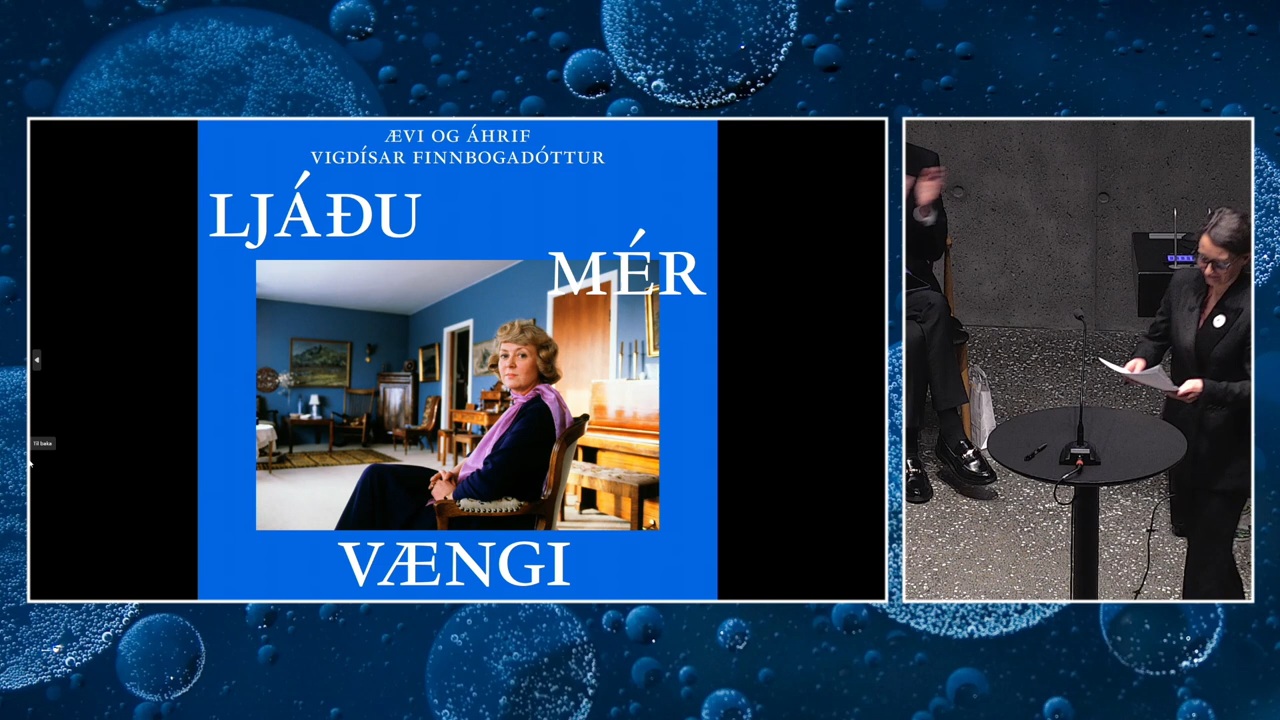 ÆVI OG ÁHRIF
VIGDÍSAR FINNBOGADÓTTUR
LJÁÐU
MÉR
VÆNGI
Til baka